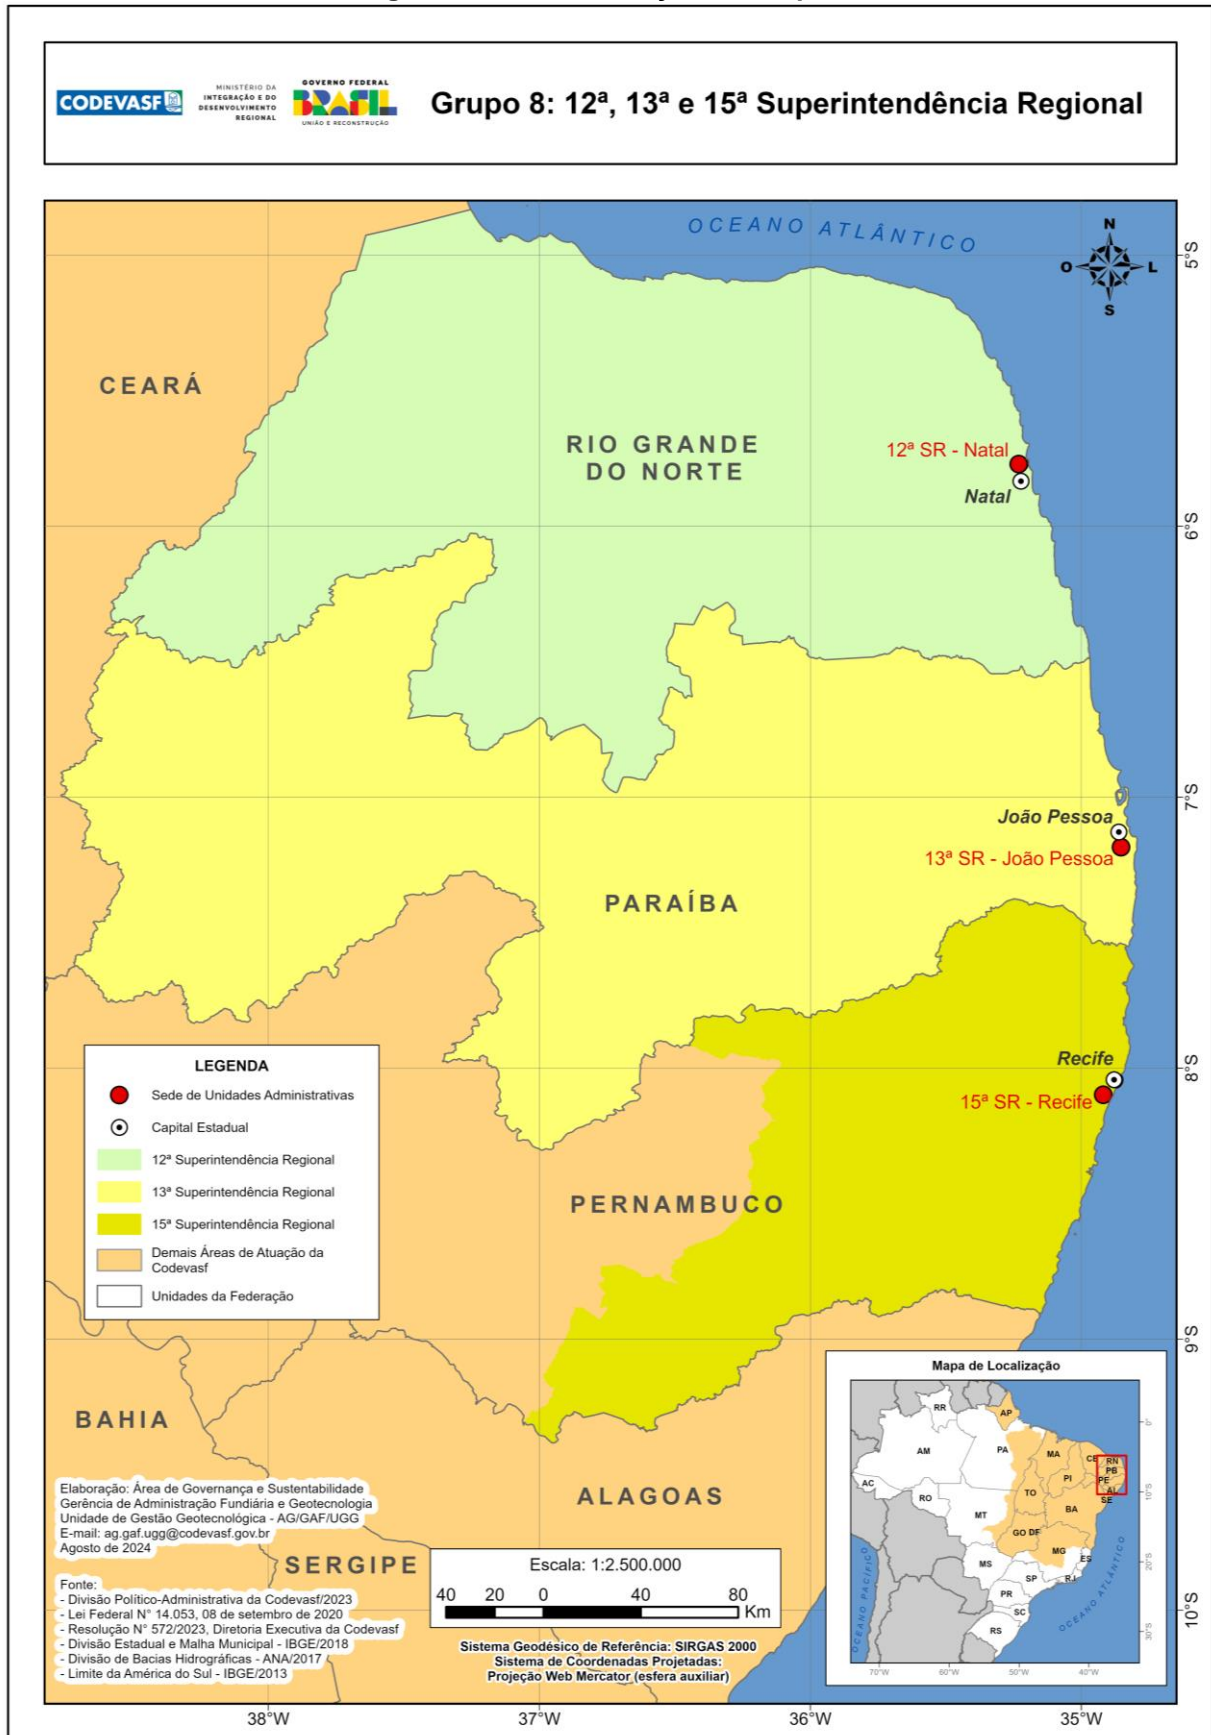 CODEVASF
MINISTÉRIO DA
INTEGRAÇÃO E DO
DESENVOLVIMENTO
REGIONAL
GOVERNO FEDERAL
BRASIL
UNIÃO E RECONSTRUÇÃO
Grupo 8: 12ª, 13ª e 15ª Superintendência Regional
OCEANO ATLÂNTICO
N
O
L
S
5°S
6°S
7°S
8°S
9°S
10°S
CEARÁ
RIO GRANDE
DO NORTE
12ª SR - Natal
Natal
João Pessoa
13ª SR - João Pessoa
PARAÍBA
Recife
15ª SR - Recife
PERNAMBUCO
LEGENDA
Sede de Unidades Administrativas
Capital Estadual
12ª Superintendência Regional
13ª Superintendência Regional
15ª Superintendência Regional
Demais Áreas de Atuação da
Codevasf
Unidades da Federação
BAHIA
ALAGOAS
SERGIPE
Elaboração: Área de Governança e Sustentabilidade
Gerência de Administração Fundiária e Geotecnologia
Unidade de Gestão Geotecnológica - AG/GAF/UGG
E-mail: ag.gaf.ugg@codevasf.gov.br
Agosto de 2024
Fonte:
- Divisão Político-Administrativa da Codevasf/2023
- Lei Federal N° 14.053, 08 de setembro de 2020
- Resolução N° 572/2023, Diretoria Executiva da Codevasf
- Divisão Estadual e Malha Municipal - IBGE/2018
- Divisão de Bacias Hidrográficas - ANA/2017
- Limite da América do Sul - IBGE/2013
Escala: 1:2.500.000
40 20 0 40 80
Km
Sistema Geodésico de Referência: SIRGAS 2000
Sistema de Coordenadas Projetadas:
Projeção Web Mercator (esfera auxiliar)
Mapa de Localização
RR
AP
AM
PA
MA
CE
RN
PB
PE
AL
SE
PI
AC
RO
TO
BA
MT
GO
DF
MG
ES
MS
SP
RJ
PR
SC
RS
OCEANO PACÍFICO
OCEANO ATLÂNTICO
0°
10°S
20°S
30°S
70°W
60°W
50°W
40°W
38°W
37°W
36°W
35°W